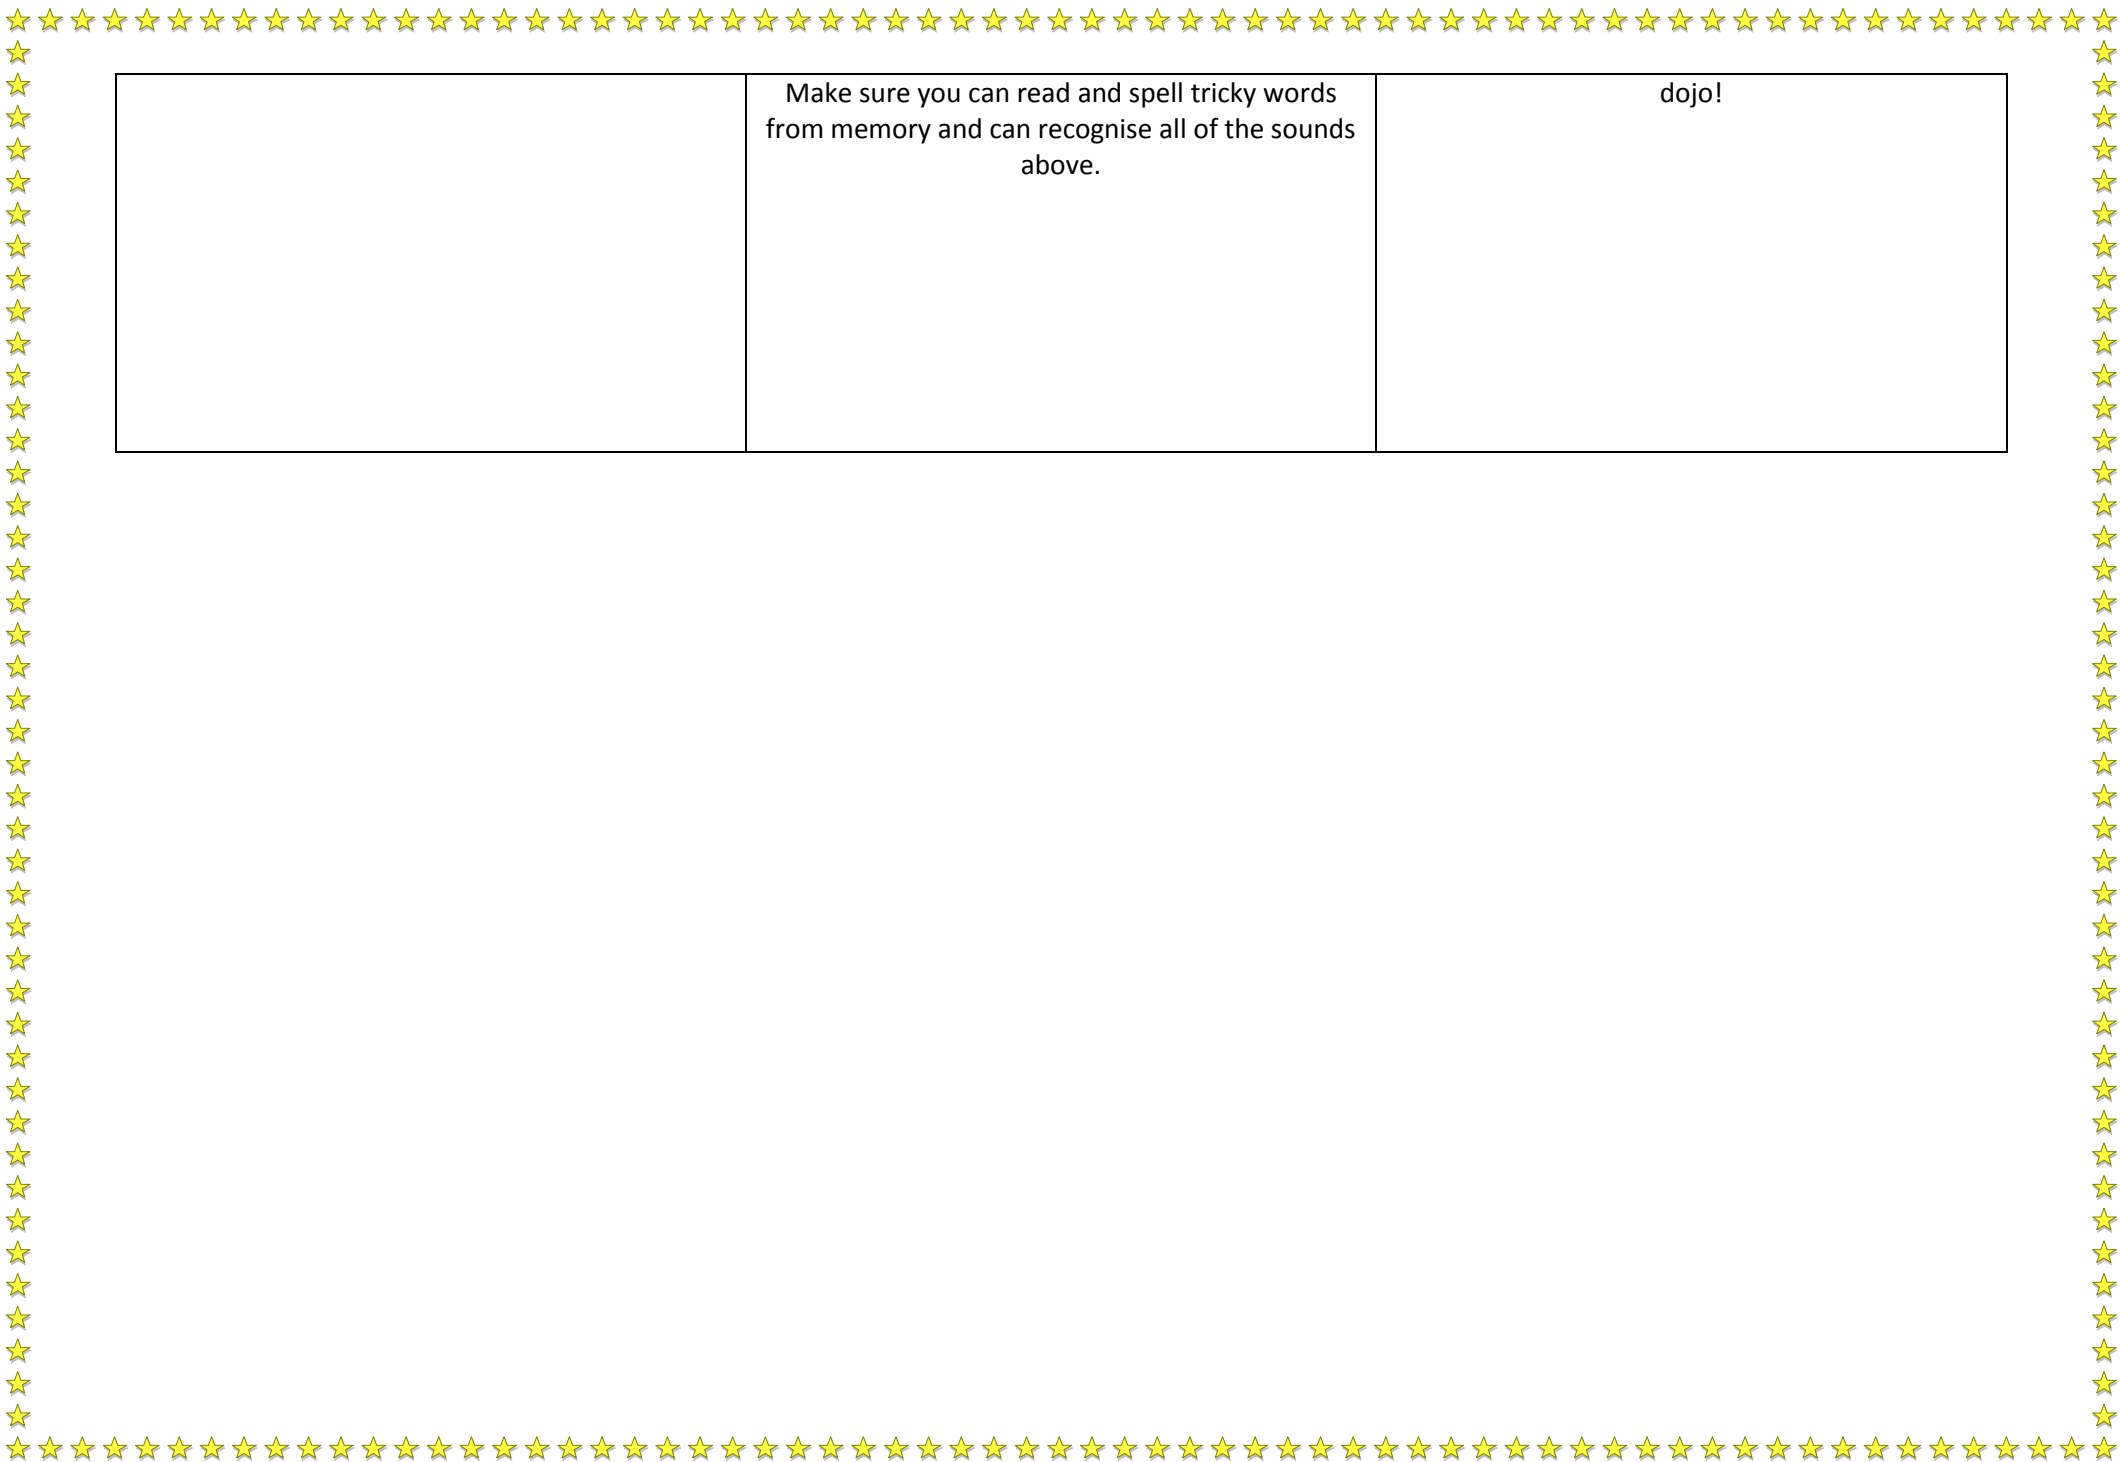 Make sure you can read and spell tricky words
from memory and can recognise all of the sounds
above.
dojo!